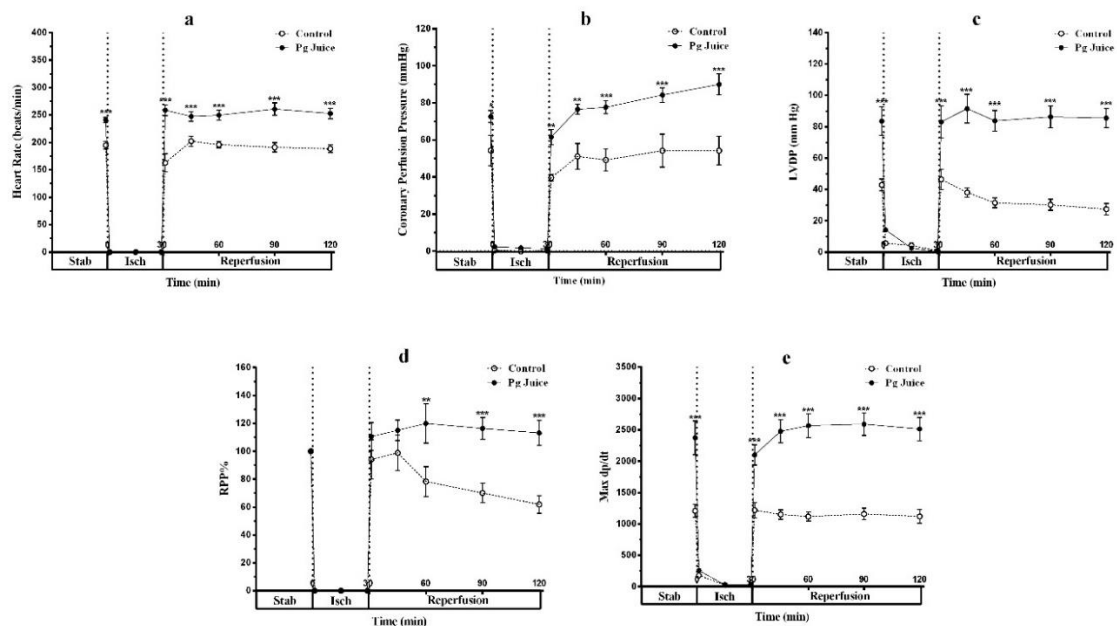 a
Control
Pg Juice
Heart Rate (beats/min)
400
350
300
250
200
150
100
50
0
***
***
***
***
***
***
0
30
60
90
120
Stab
Isch
Reperfusion
Time (min)
b
Control
Pg Juice
Coronary Perfusion Pressure (mmHg)
100
80
60
40
20
0
*
**
**
***
***
***
0
30
60
90
120
Stab
Isch
Reperfusion
Time (min)
c
Control
Pg Juice
LVDP (mm Hg)
140
120
100
80
60
40
20
0
***
***
***
***
***
***
0
30
60
90
120
Stab
Isch
Reperfusion
Time (min)
d
Control
Pg Juice
RPP%
160
140
120
100
80
60
40
20
0
**
***
***
0
30
60
90
120
Stab
Isch
Reperfusion
Time (min)
e
Control
Pg Juice
Max dp/dt
3500
3000
2500
2000
1500
1000
500
0
***
***
***
***
***
***
0
30
60
90
120
Stab
Isch
Reperfusion
Time (min)